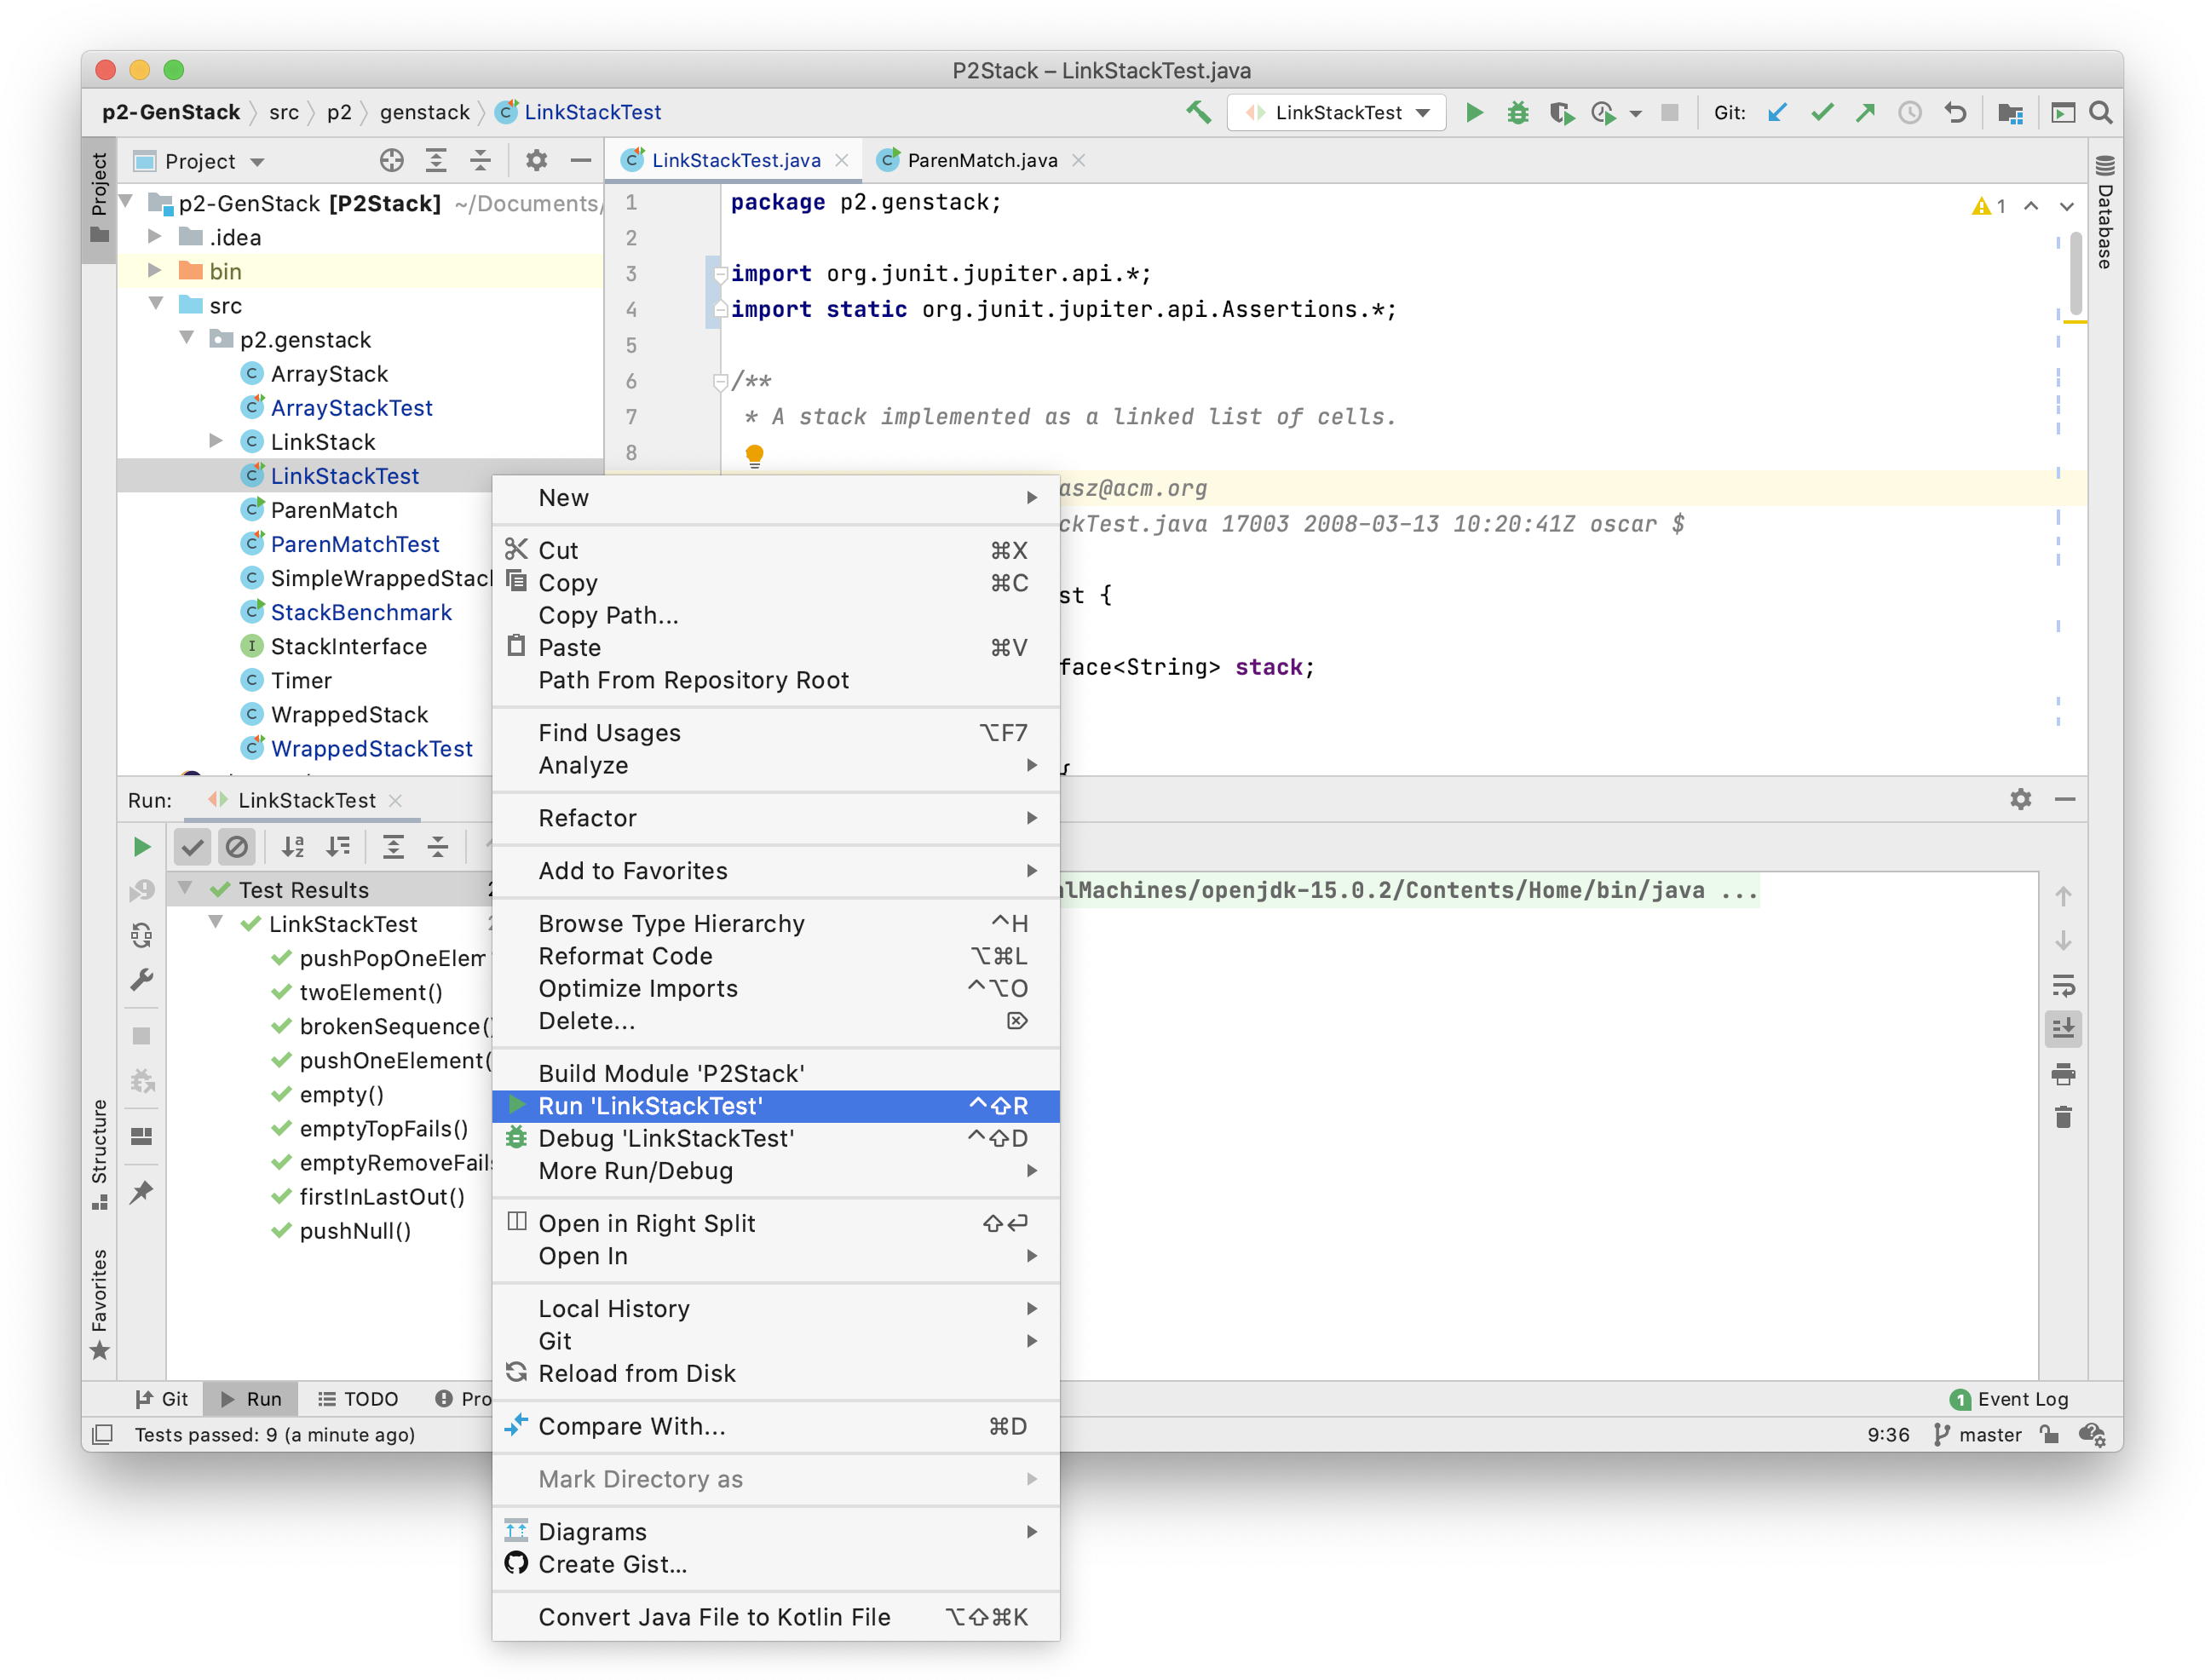 P2Stack – LinkStackTest.java
p2-GenStack src p2 genstack LinkStackTest
LinkStackTest Git:
Project
Project
p2-GenStack [P2Stack] ~/Documents/
.idea
bin
src
p2.genstack
ArrayStack
ArrayStackTest
LinkStack
LinkStackTest
ParenMatch
ParenMatchTest
SimpleWrappedStack
StackBenchmark
StackInterface
Timer
WrappedStack
WrappedStackTest
LinkStackTest.java ParenMatch.java
1 package p2.genstack;
2
3 import org.junit.jupiter.api.*;
4 import static org.junit.jupiter.api.Assertions.*;
5
6 /**
7 * A stack implemented as a linked list of cells.
8
asz@acm.org
ckTest.java 17003 2008-03-13 10:20:41Z oscar $
st {
face<String> stack;
{
1
Database
New
Cut ⌘X
Copy ⌘C
Copy Path...
Paste ⌘V
Path From Repository Root
Find Usages ⌥F7
Analyze
Refactor
Add to Favorites
Browse Type Hierarchy ^H
Reformat Code ⌥⌘L
Optimize Imports ^⌥O
Delete... ⌦
Build Module 'P2Stack'
Run 'LinkStackTest' ^⇧R
Debug 'LinkStackTest' ^⇧D
More Run/Debug
Open in Right Split ⇧⏎
Open In
Local History
Git
Reload from Disk
Compare With... ⌘D
Mark Directory as
Diagrams
Create Gist...
Convert Java File to Kotlin File ⌥⇧⌘K
Run: LinkStackTest
Test Results
LinkStackTest
pushPopOneElem
twoElement()
brokenSequence()
pushOneElement(
empty()
emptyTopFails()
emptyRemoveFails
firstInLastOut()
pushNull()
alMachines/openjdk-15.0.2/Contents/Home/bin/java ...
Structure
Favorites
Git Run TODO Pro
1 Event Log
Tests passed: 9 (a minute ago)
9:36 master